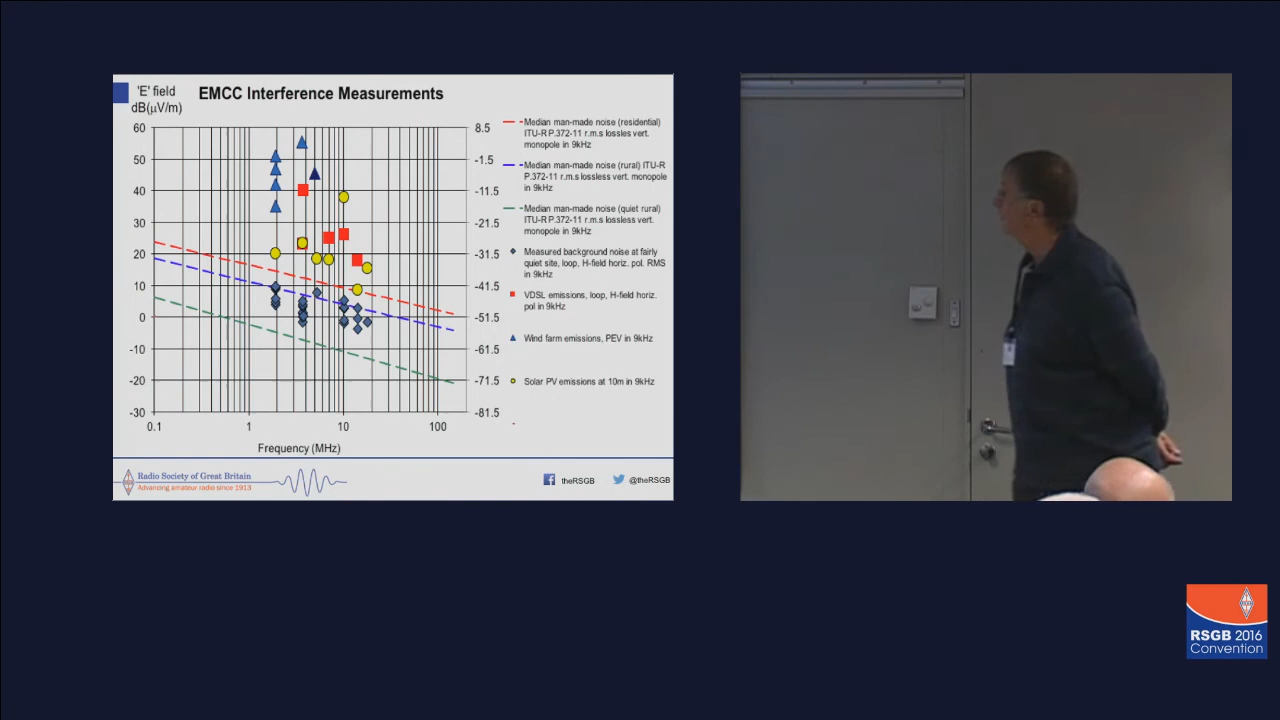 'E' field
dB(µV/m)
EMCC Interference Measurements
60
50
40
30
20
10
0
-10
-20
-30
8.5
-1.5
-11.5
-21.5
-31.5
-41.5
-51.5
-61.5
-71.5
-81.5
0.1
1
10
100
Frequency (MHz)
Median man-made noise (residential)
ITU-R P.372-11 r.m.s lossles vert.
monopole in 9kHz
Median man-made noise (rural) ITU-R
P.372-11 r.m.s lossless vert. monopole
in 9kHz
Median man-made noise (quiet rural)
ITU-R P.372-11 r.m.s lossless vert.
monopole in 9kHz
Measured background noise at fairly
quiet site, loop, H-field horiz. pol. RMS
in 9kHz
VDSL emissions, loop, H-field horiz.
pol in 9kHz
Wind farm emissions, PEV in 9kHz
Solar PV emissions at 10m in 9kHz
Radio Society of Great Britain
Advancing amateur radio since 1913
theRSGB
@theRSGB
RSGB 2016
Convention